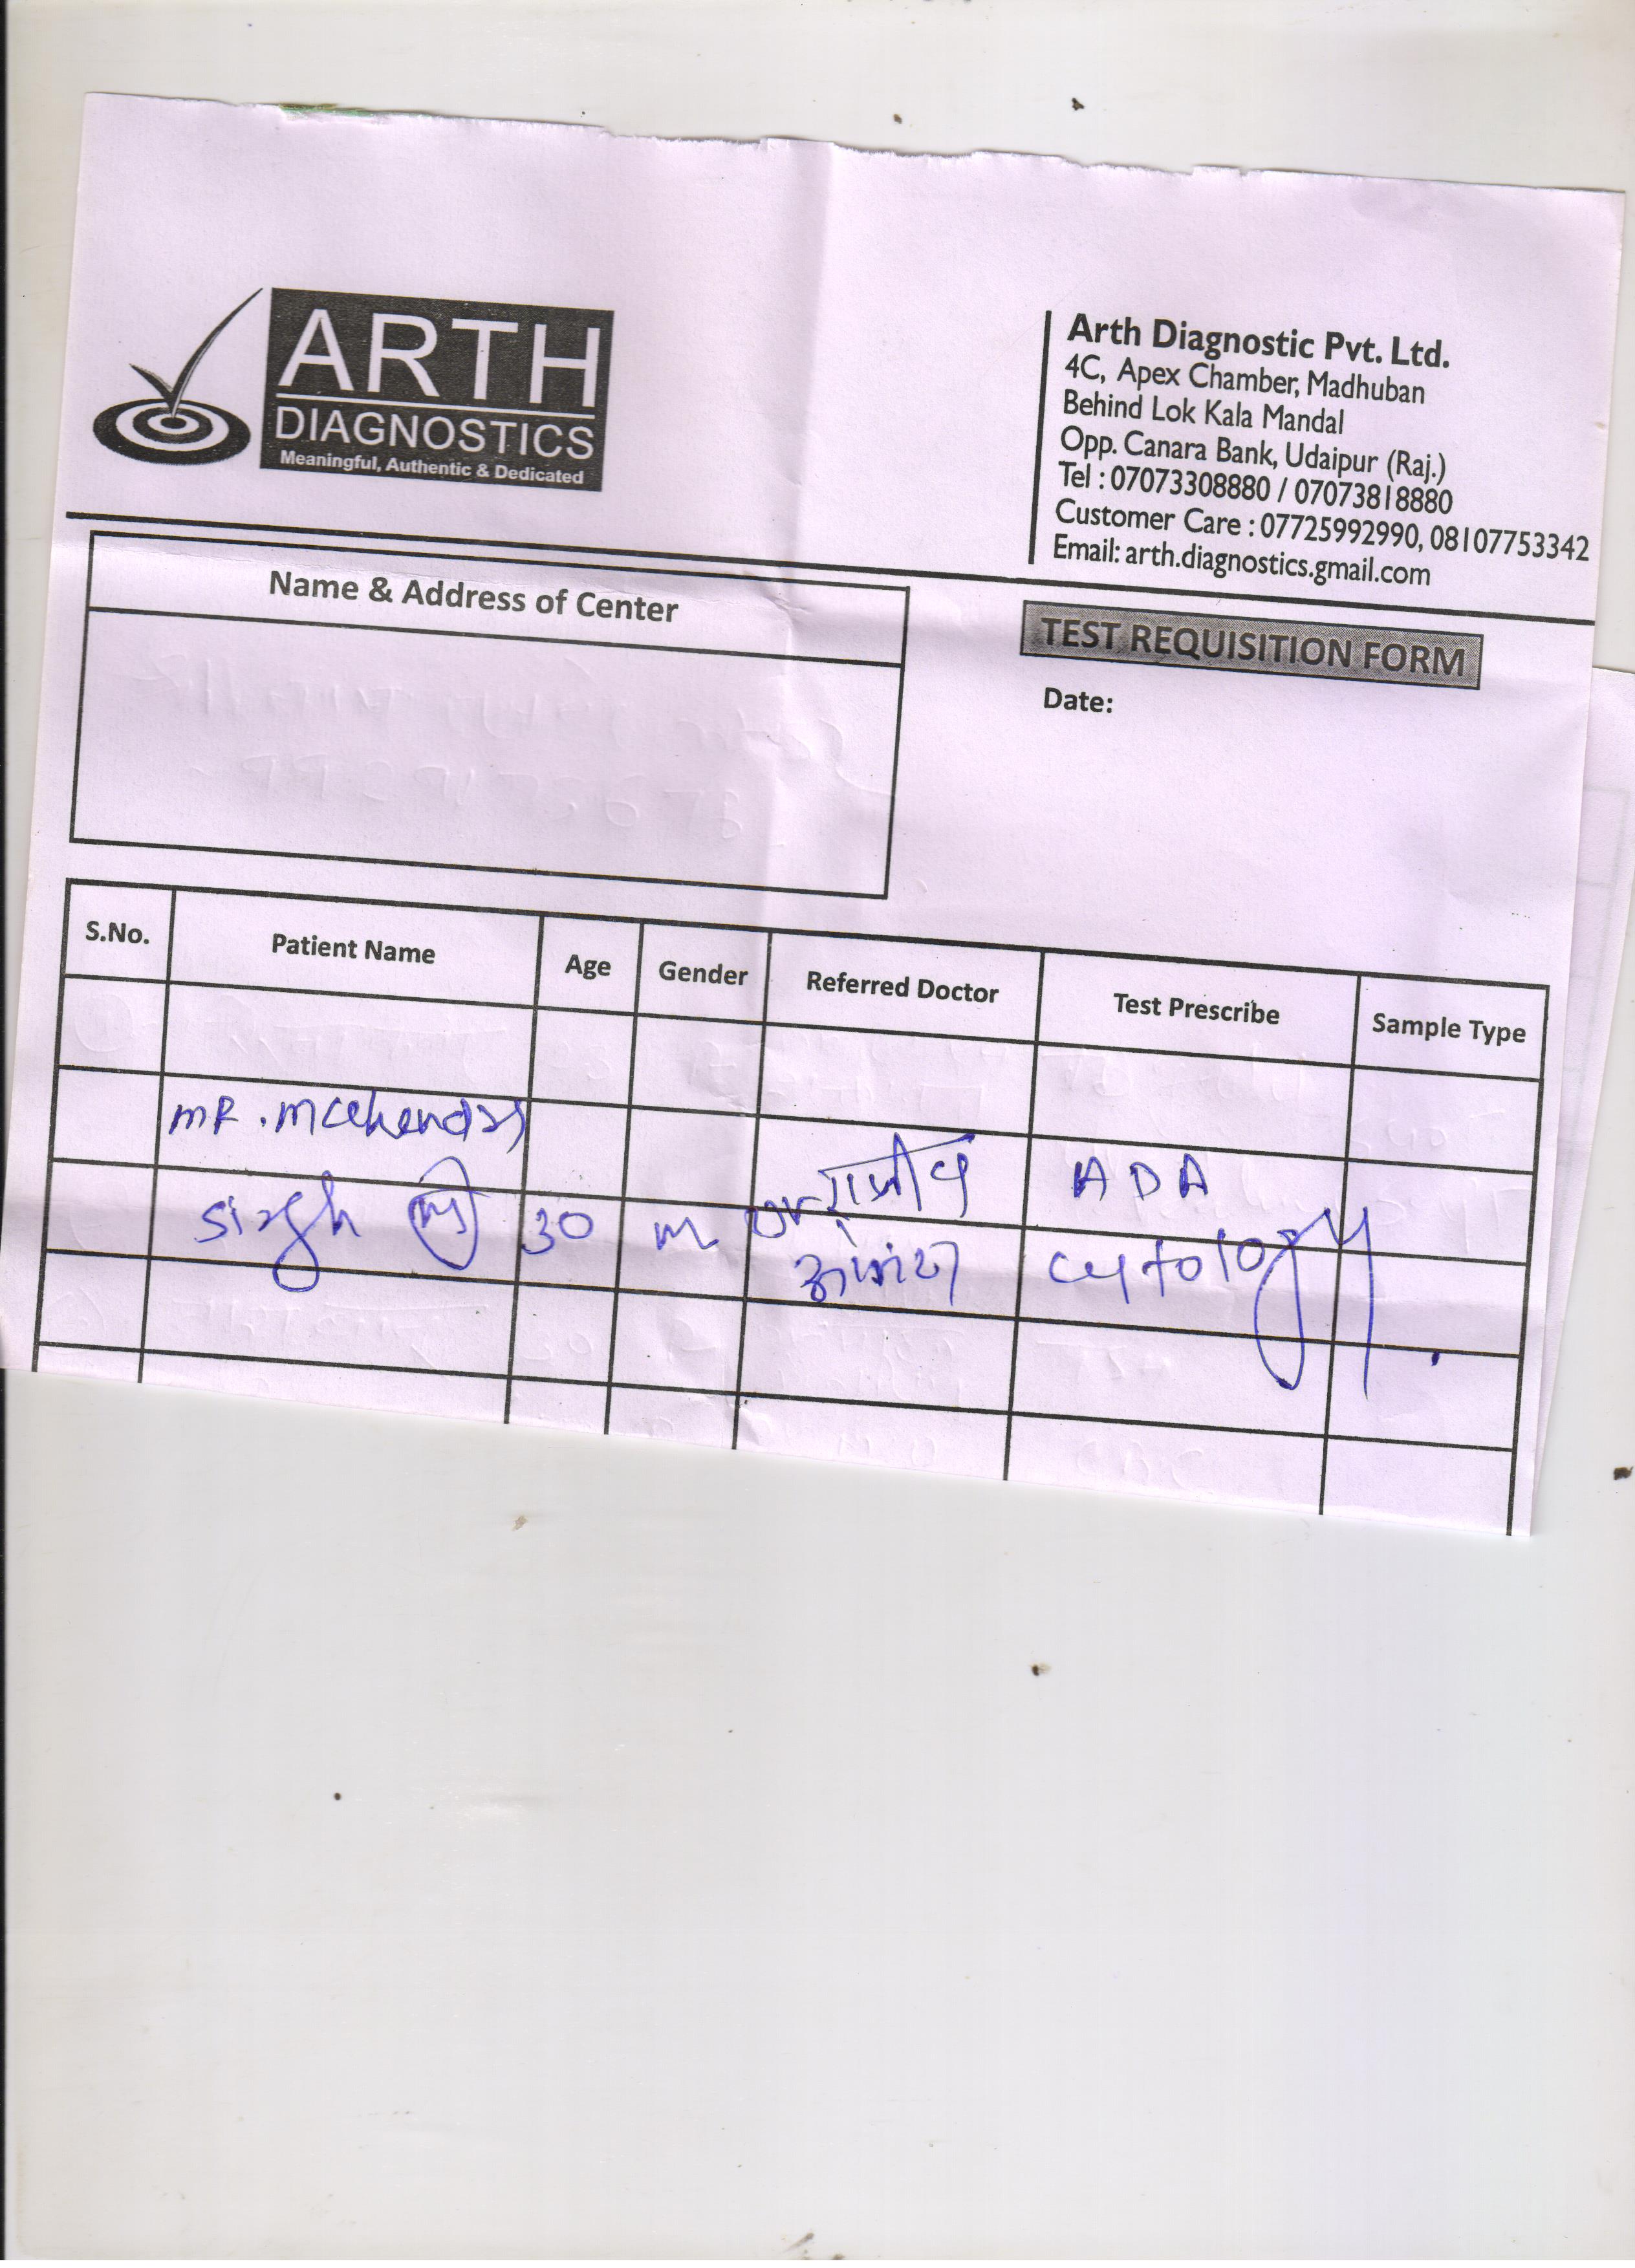 ARTH
DIAGNOSTICS
Meaningful, Authentic & Dedicated
Arth Diagnostic Pvt. Ltd.
4C, Apex Chamber, Madhuban
Behind Lok Kala Mandal
Opp. Canara Bank, Udaipur (Raj.)
Tel : 07073308880 / 07073818880
Customer Care : 07725992990, 08107753342
Email: arth.diagnostics.gmail.com
Name & Address of Center
TEST REQUISITION FORM
Date:
S.No. Patient Name Age Gender Referred Doctor Test Prescribe Sample Type
MR.
ADA
Singh 30 m
cytology